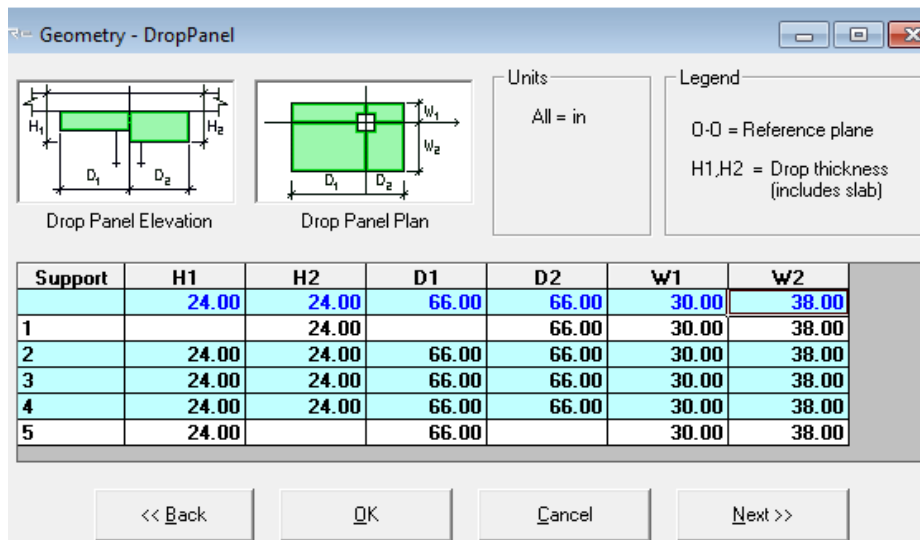 Geometry - DropPanel
H1
H2
D1
D2
Drop Panel Elevation
W1
W2
D1
D2
Drop Panel Plan
Units
All = in
Legend
O-O = Reference plane
H1,H2 = Drop thickness
(includes slab)
Support H1 H2 D1 D2 W1 W2
24.00 24.00 66.00 66.00 30.00 38.00
1 24.00 66.00 30.00 38.00
2 24.00 24.00 66.00 66.00 30.00 38.00
3 24.00 24.00 66.00 66.00 30.00 38.00
4 24.00 24.00 66.00 66.00 30.00 38.00
5 24.00 66.00 30.00 38.00
<< Back
OK
Cancel
Next >>